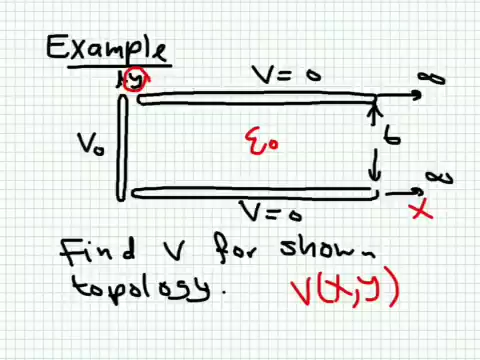 Example
y
V=0
∞
V₀
ε₀
b
∞
V=0
x
Find V for shown
topology. V(x,y)